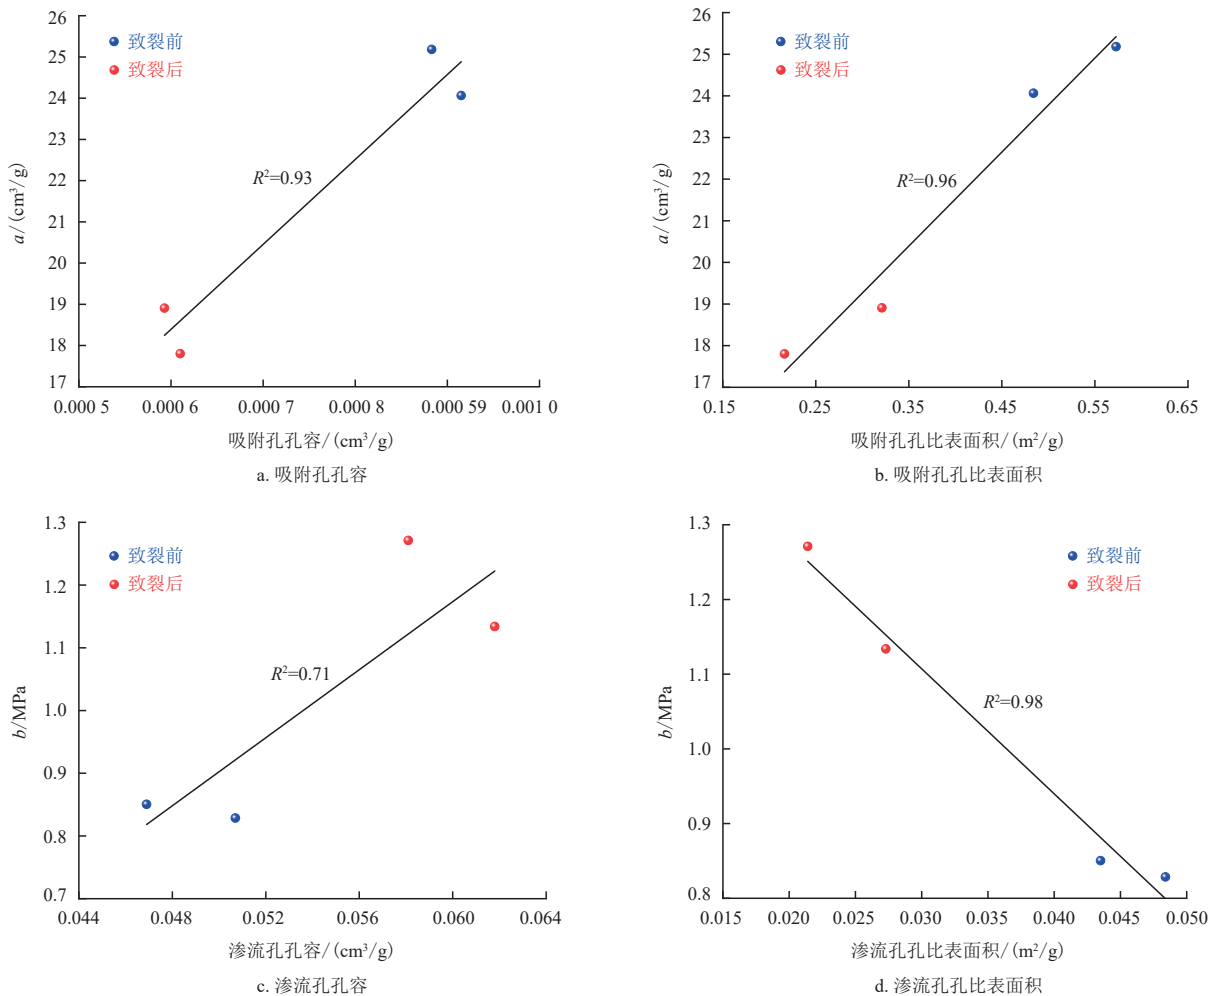 26
25
24
23
22
21
20
19
18
17
a/(cm³/g)
致裂前
致裂后
R²=0.93
0.000 5
0.000 6
0.000 7
0.000 8
0.000 59
0.001 0
吸附孔孔容/(cm³/g)
a. 吸附孔孔容
26
25
24
23
22
21
20
19
18
17
a/(cm³/g)
致裂前
致裂后
R²=0.96
0.15
0.25
0.35
0.45
0.55
0.65
吸附孔孔比表面积/(m²/g)
b. 吸附孔孔比表面积
1.3
1.2
1.1
1.0
0.9
0.8
0.7
b/MPa
致裂前
致裂后
R²=0.71
0.044
0.048
0.052
0.056
0.060
0.064
渗流孔孔容/(cm³/g)
c. 渗流孔孔容
1.3
1.2
1.1
1.0
0.9
0.8
b/MPa
致裂前
致裂后
R²=0.98
0.015
0.020
0.025
0.030
0.035
0.040
0.045
0.050
渗流孔孔比表面积/(m²/g)
d. 渗流孔孔比表面积